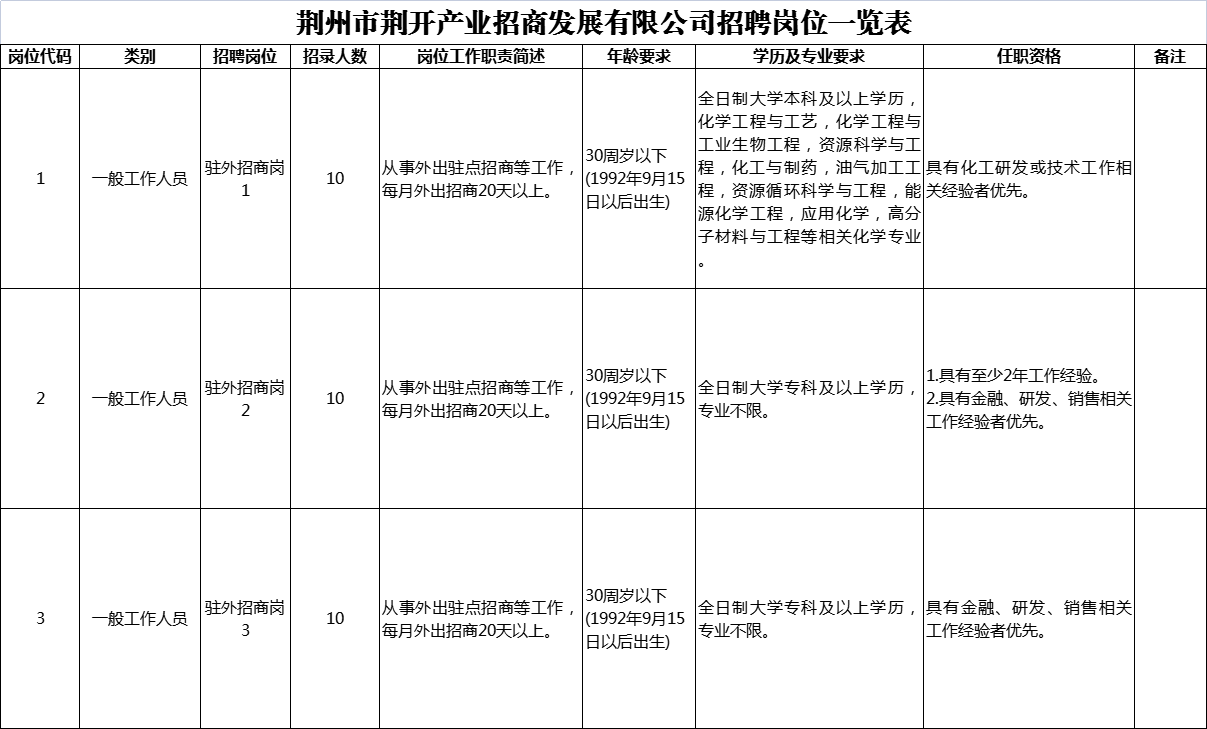 荆州市荆开产业招商发展有限公司招聘岗位一览表
岗位代码 类别 招聘岗位 招录人数 岗位工作职责简述 年龄要求 学历及专业要求 任职资格 备注
1
一般工作人员
驻外招商岗
1
10
从事外出驻点招商等工作，
每月外出招商20天以上。
30周岁以下
(1992年9月15
日以后出生)
全日制大学本科及以上学历，
化学工程与工艺，化学工程与
工业生物工程，资源科学与工
程，化工与制药，油气加工工
程，资源循环科学与工程，能
源化学工程，应用化学，高分
子材料与工程等相关化学专业
。
具有化工研发或技术工作相
关经验者优先。
2
一般工作人员
驻外招商岗
2
10
从事外出驻点招商等工作，
每月外出招商20天以上。
30周岁以下
(1992年9月15
日以后出生)
全日制大学专科及以上学历，
专业不限。
1.具有至少2年工作经验。
2.具有金融、研发、销售相关
工作经验者优先。
3
一般工作人员
驻外招商岗
3
10
从事外出驻点招商等工作，
每月外出招商20天以上。
30周岁以下
(1992年9月15
日以后出生)
全日制大学专科及以上学历，
专业不限。
具有金融、研发、销售相关
工作经验者优先。